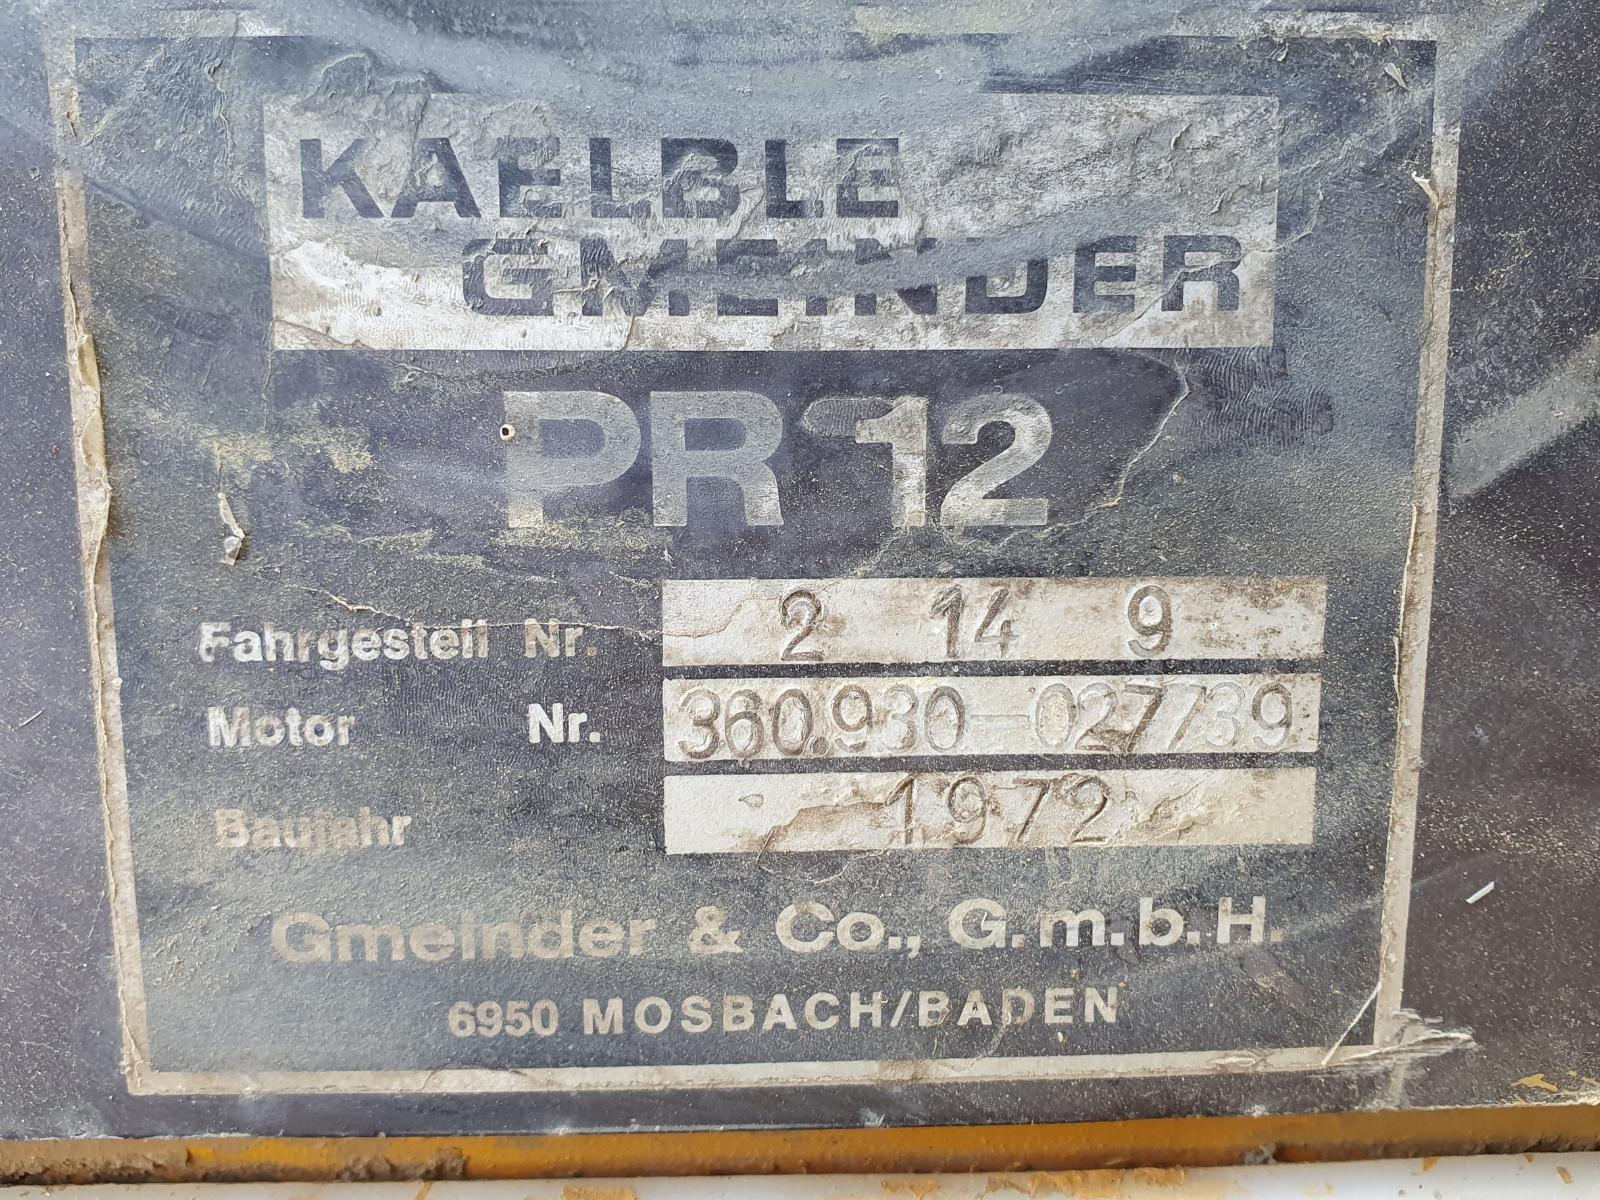 KAELBLE
GMEINDER
PR 12
Fahrgestell Nr. 2 14 9
Motor Nr. 360.930-027739
Baujahr 1972
Gmeinder & Co., G.m.b.H.
6950 MOSBACH/BADEN